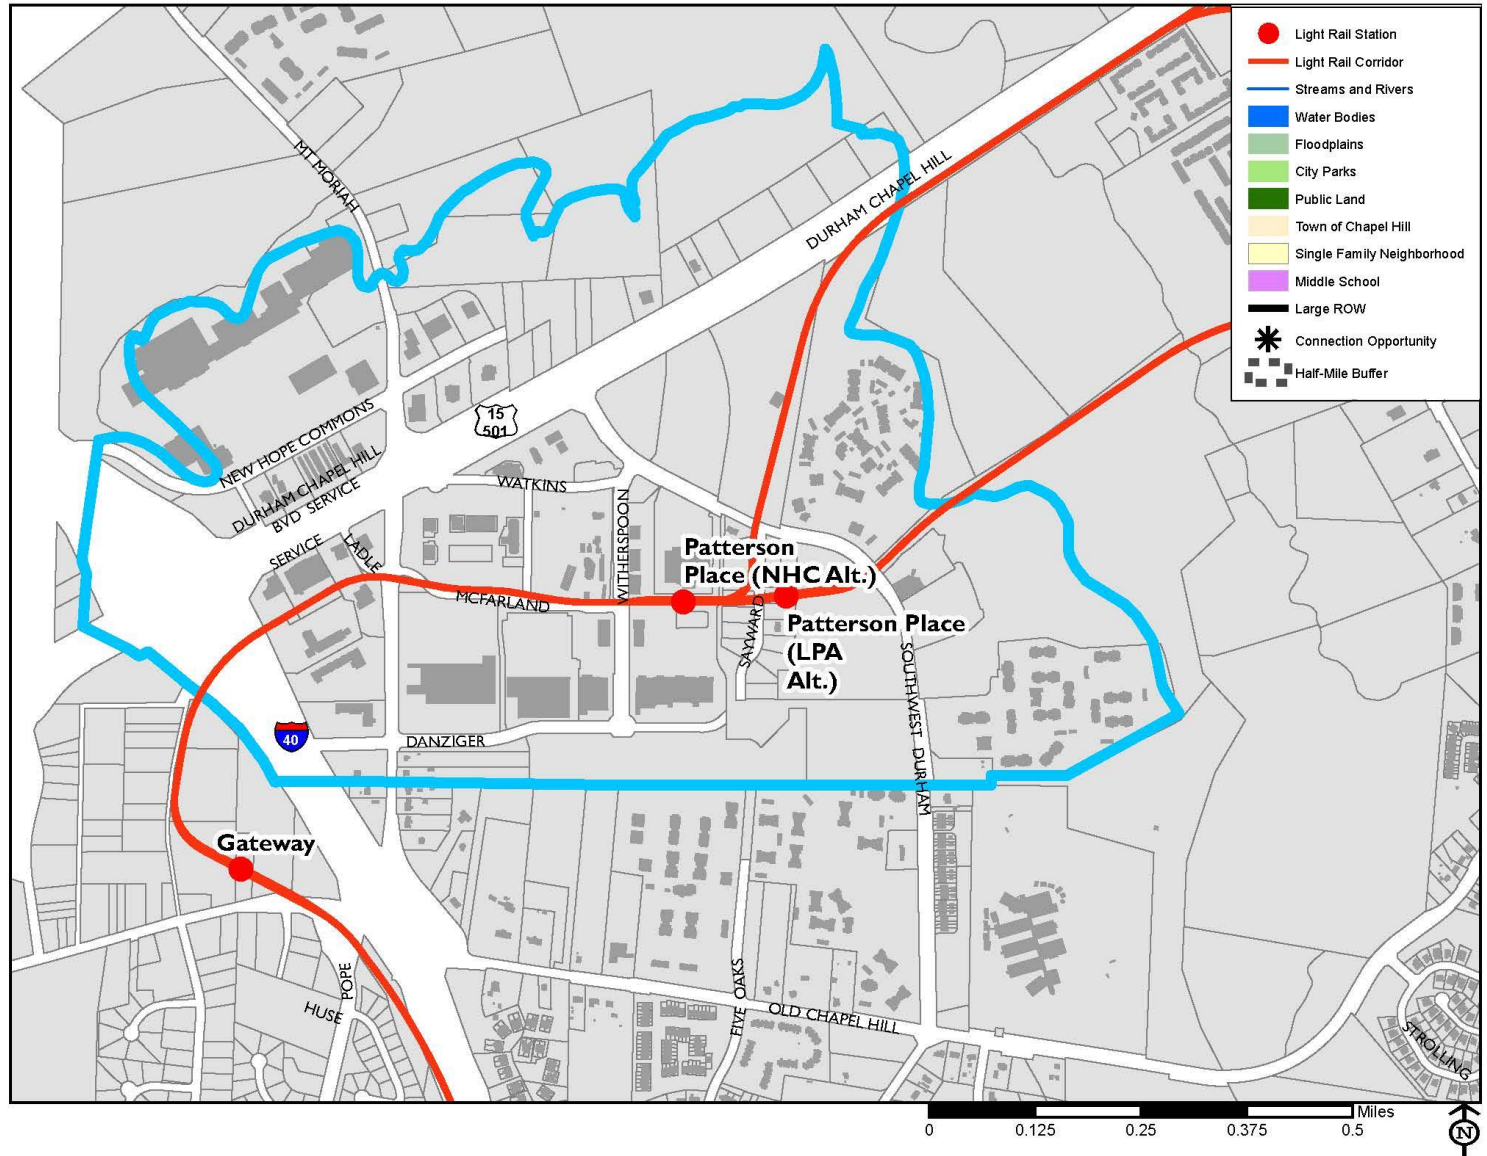 Light Rail Station
Light Rail Corridor
Streams and Rivers
Water Bodies
Floodplains
City Parks
Public Land
Town of Chapel Hill
Single Family Neighborhood
Middle School
Large ROW
Connection Opportunity
Half-Mile Buffer
MT MORIAH
DURHAM CHAPEL HILL
15
501
NEW HOPE COMMONS
DURHAM CHAPEL HILL
BVD SERVICE
SERVICE
LADLE
WATKINS
WITHERSPOON
Patterson
Place (NHC Alt.)
MCFARLAND
SAYWARD
Patterson Place
(LPA
Alt.)
SOUTHWEST DURHAM
40
DANZIGER
Gateway
POPE
HUSE
FIVE OAKS
OLD CHAPEL HILL
STROLLING
Miles
0
0.125
0.25
0.375
0.5
N